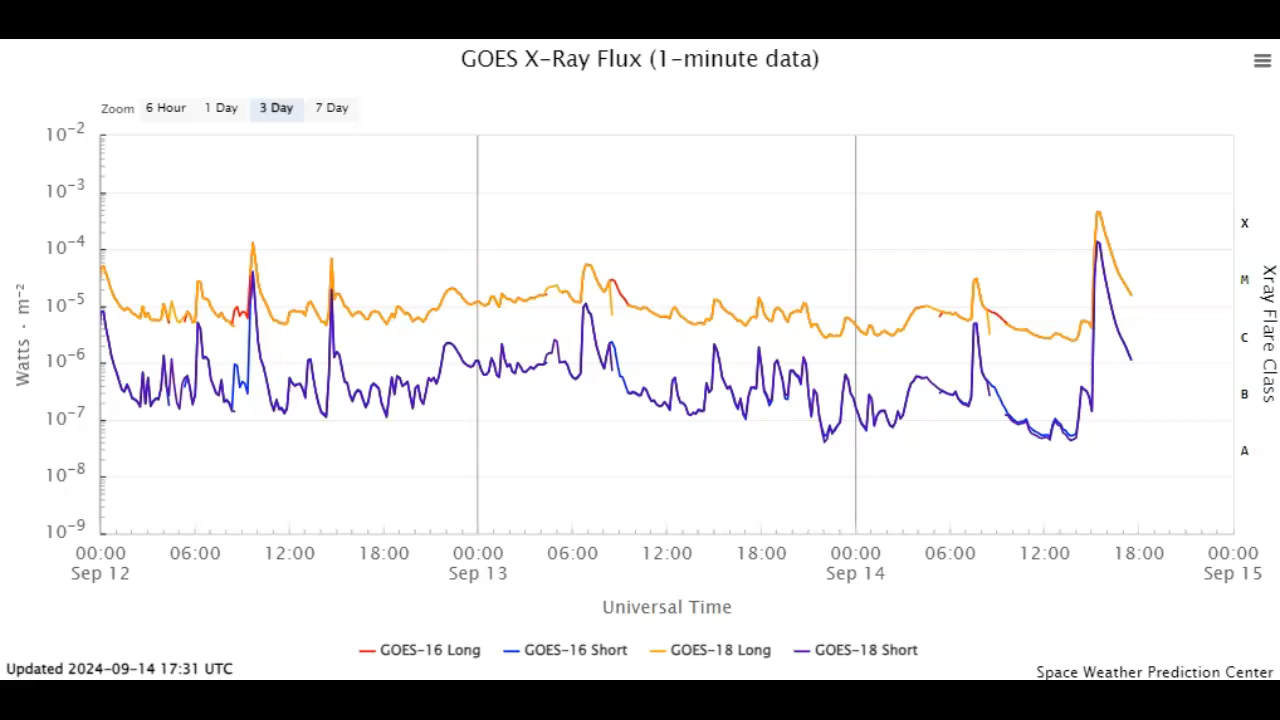 GOES X-Ray Flux (1-minute data)
Zoom 6 Hour 1 Day 3 Day 7 Day
10⁻²
10⁻³
10⁻⁴
10⁻⁵
10⁻⁶
10⁻⁷
10⁻⁸
10⁻⁹
Watts · m⁻²
X
M
C
B
A
Xray Flare Class
00:00 06:00 12:00 18:00 00:00 06:00 12:00 18:00 00:00 06:00 12:00 18:00 00:00
Sep 12 Sep 13 Sep 14 Sep 15
Universal Time
GOES-16 Long GOES-16 Short GOES-18 Long GOES-18 Short
Updated 2024-09-14 17:31 UTC
Space Weather Prediction Center